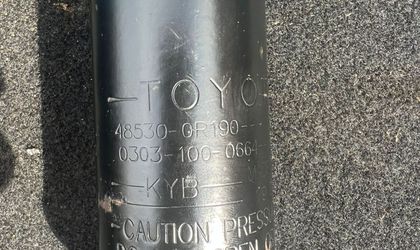 TOYO
48530-0R190-
0303-100-0664
KYB
CAUTION PRESS